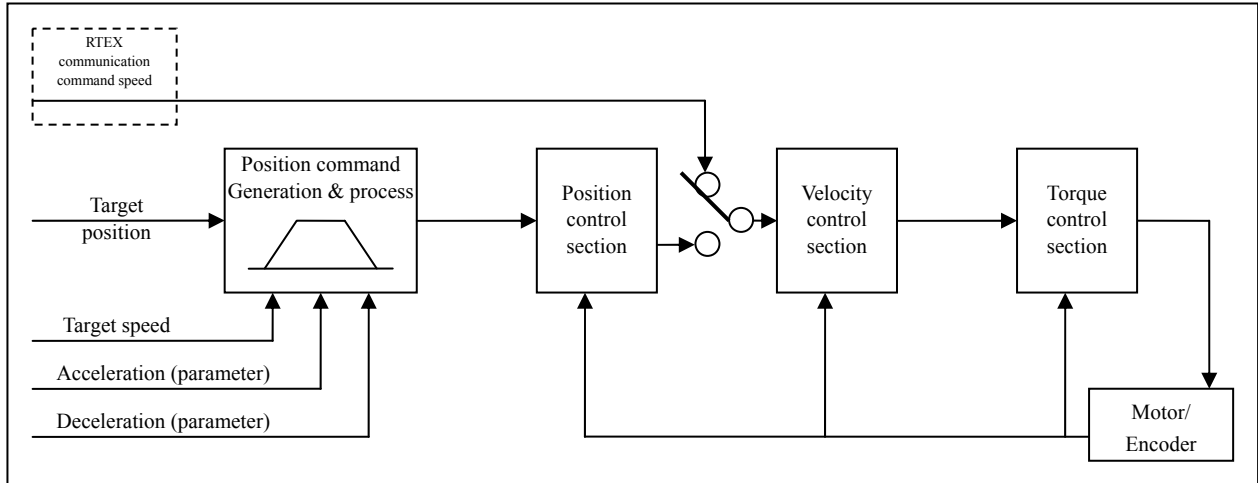 RTEX
communication
command speed
Position command
Generation & process
Target
position
Position
control
section
Velocity
control
section
Torque
control
section
Target speed
Acceleration (parameter)
Deceleration (parameter)
Motor/
Encoder